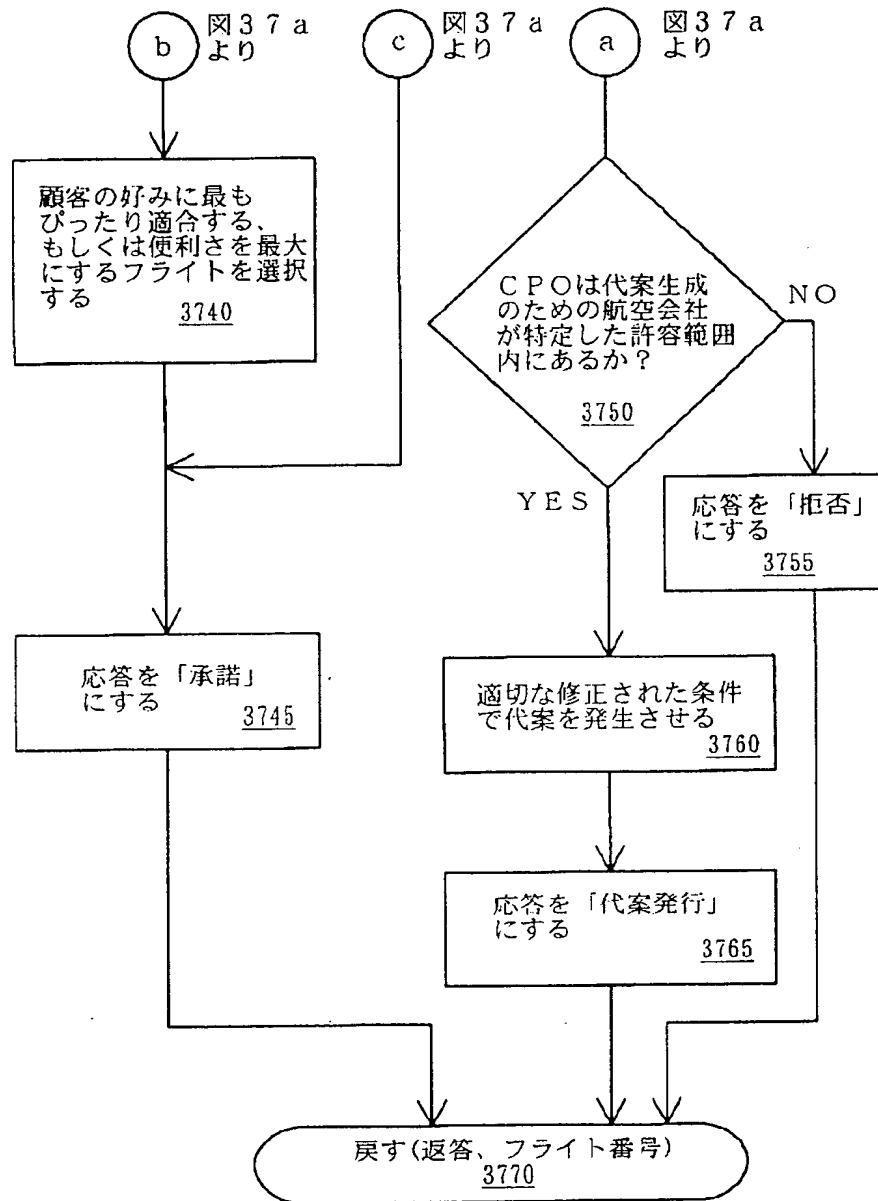 b
図37a
より
c
図37a
より
a
図37a
より
顧客の好みに最も
ぴったり適合する、
もしくは便利さを最大
にするフライトを選択
する
3740
CPOは代案生成
のための航空会社
が特定した許容範囲
内にあるか?
3750
NO
YES
応答を「拒否」
にする
3755
応答を「承諾」
にする
3745
適切な修正された条件
で代案を発生させる
3760
応答を「代案発行」
にする
3765
戻す(返答、フライト番号)
3770